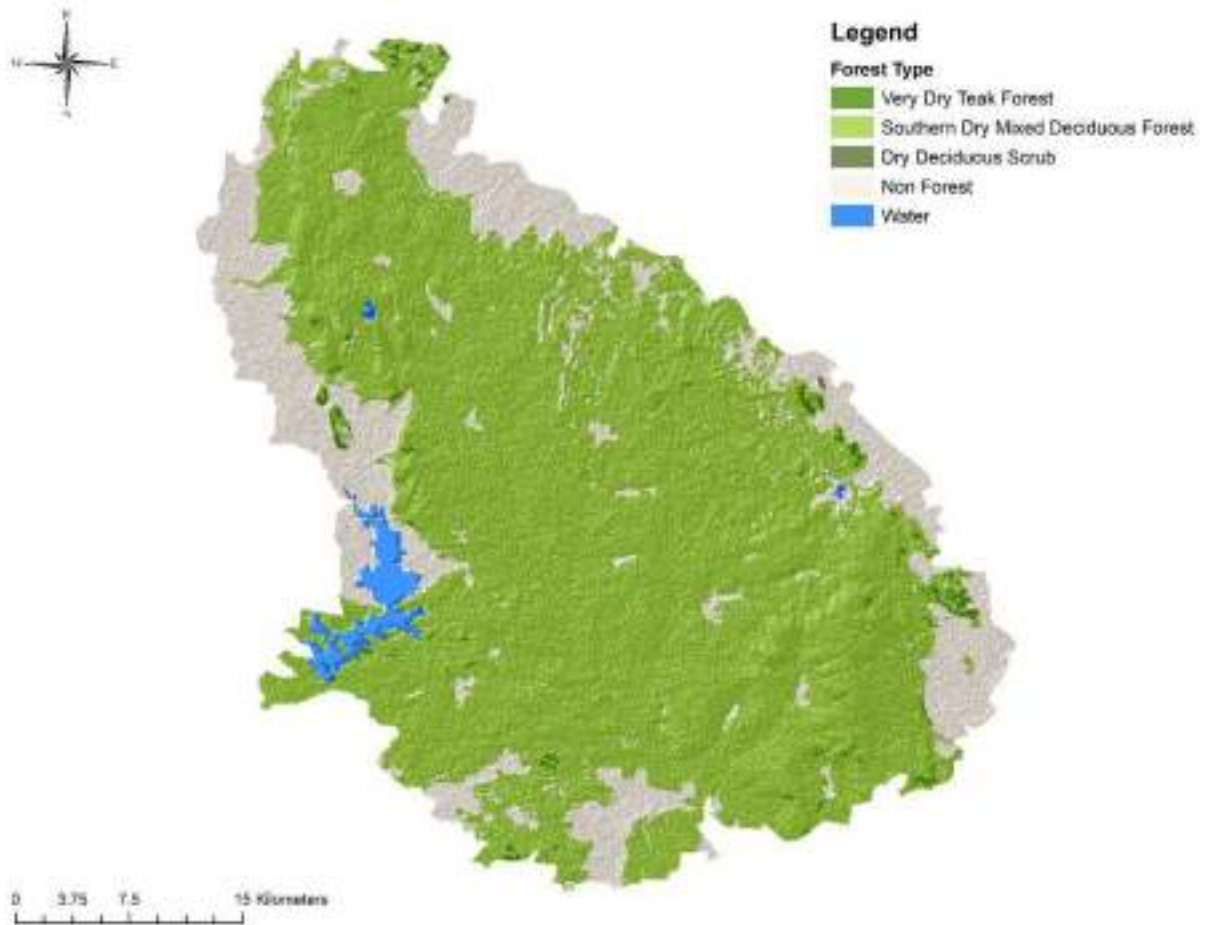 N
E
Legend
Forest Type
Very Dry Teak Forest
Southern Dry Mixed Deciduous Forest
Dry Deciduous Scrub
Non Forest
Water
0 3.75 7.5 15 Kilometers